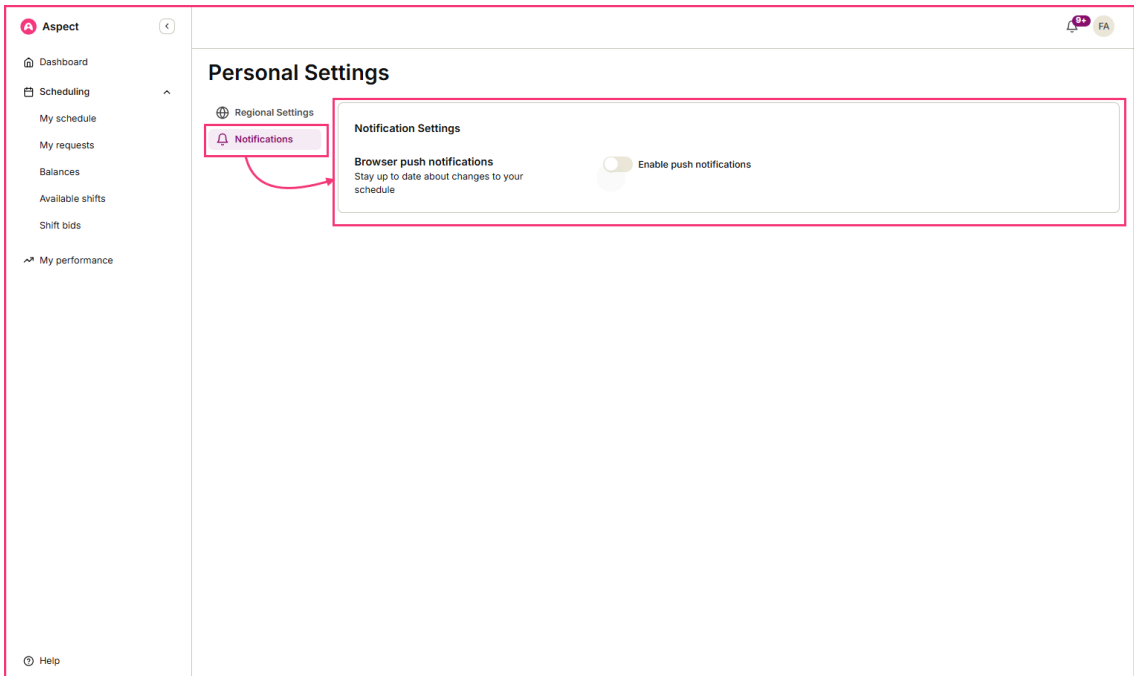 Aspect
9+
FA
Dashboard
Scheduling
My schedule
My requests
Balances
Available shifts
Shift bids
My performance
Help
Personal Settings
Regional Settings
Notifications
Notification Settings
Browser push notifications
Stay up to date about changes to your
schedule
Enable push notifications